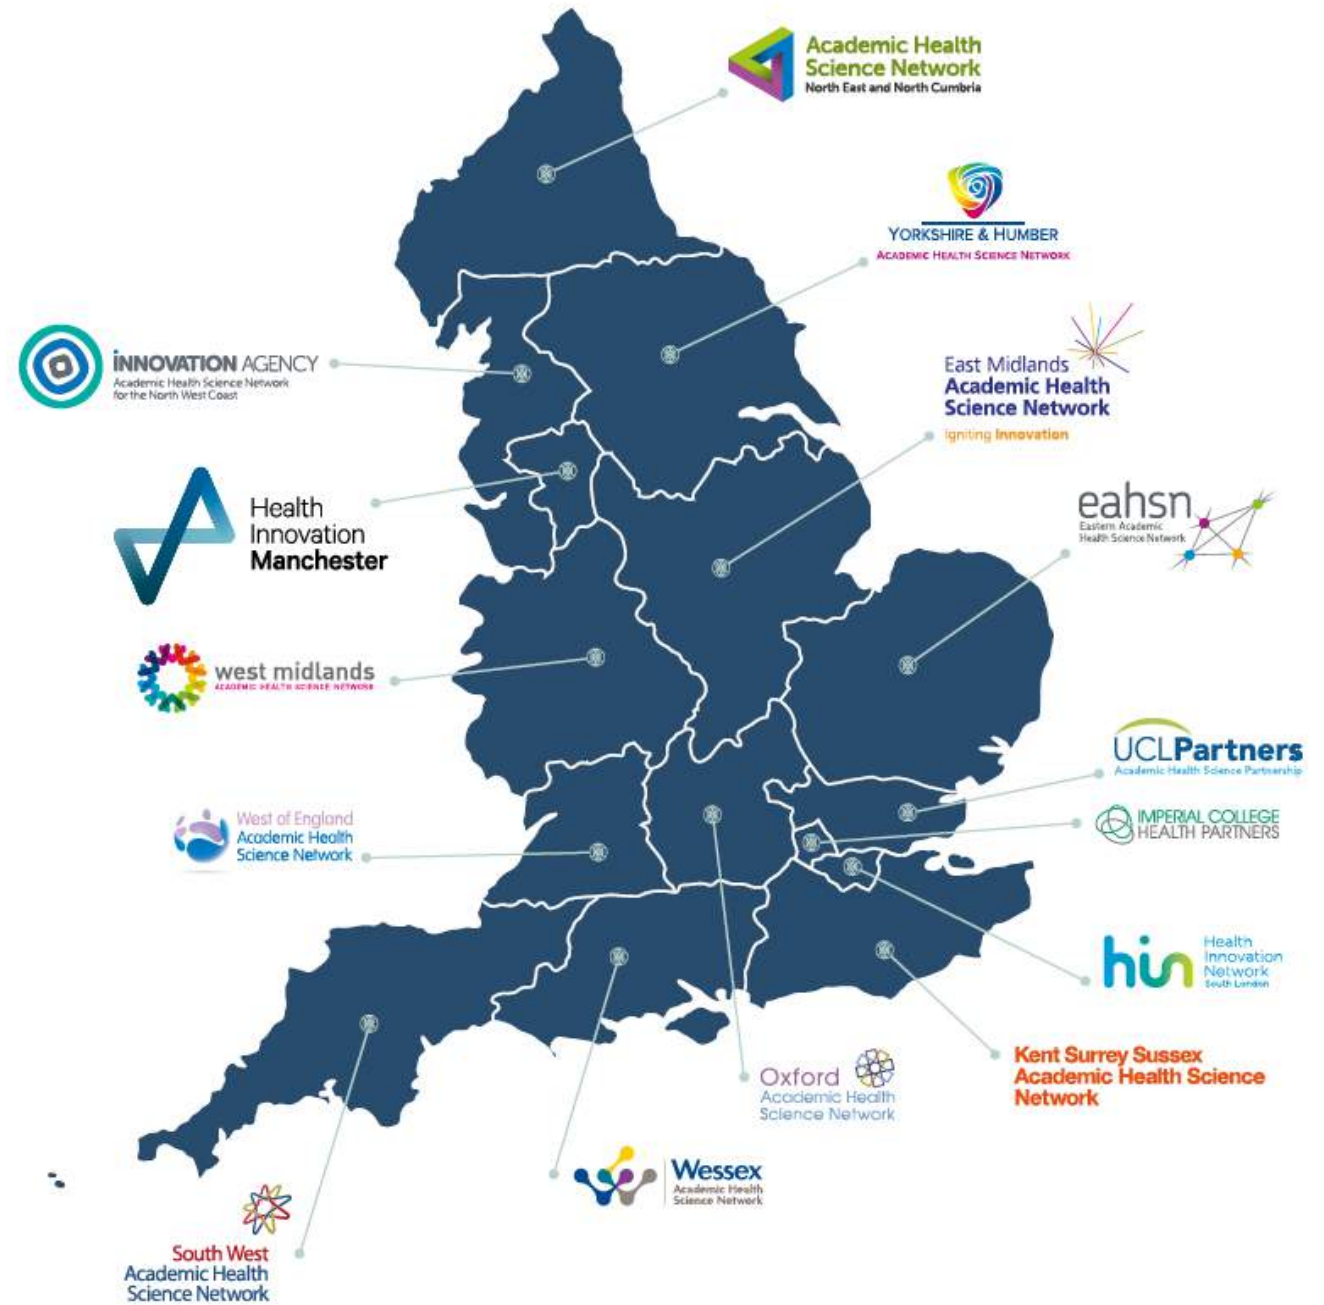 Academic Health
Science Network
North East and North Cumbria
YORKSHIRE & HUMBER
ACADEMIC HEALTH SCIENCE NETWORK
iNNOVATION AGENCY
Academic Health Science Network
for the North West Coast
East Midlands
Academic Health
Science Network
Igniting Innovation
Health
Innovation
Manchester
eahsn
Eastern Academic
Health Science Network
west midlands
ACADEMIC HEALTH SCIENCE NETWORK
UCLPartners
Academic Health Science Partnership
West of England
Academic Health
Science Network
IMPERIAL COLLEGE
HEALTH PARTNERS
hin
Health
Innovation
Network
South London
Kent Surrey Sussex
Academic Health Science
Network
Oxford
Academic Health
Science Network
Wessex
Academic Health
Science Network
South West
Academic Health
Science Network